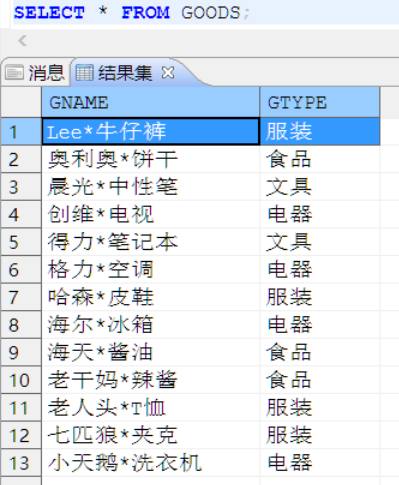 SELECT * FROM GOODS;
消息 结果集
GNAME GTYPE
1 Lee*牛仔裤 服装
2 奥利奥*饼干 食品
3 晨光*中性笔 文具
4 创维*电视 电器
5 得力*笔记本 文具
6 格力*空调 电器
7 哈森*皮鞋 服装
8 海尔*冰箱 电器
9 海天*酱油 食品
10 老干妈*辣酱 食品
11 老人头*T恤 服装
12 七匹狼*夹克 服装
13 小天鹅*洗衣机 电器